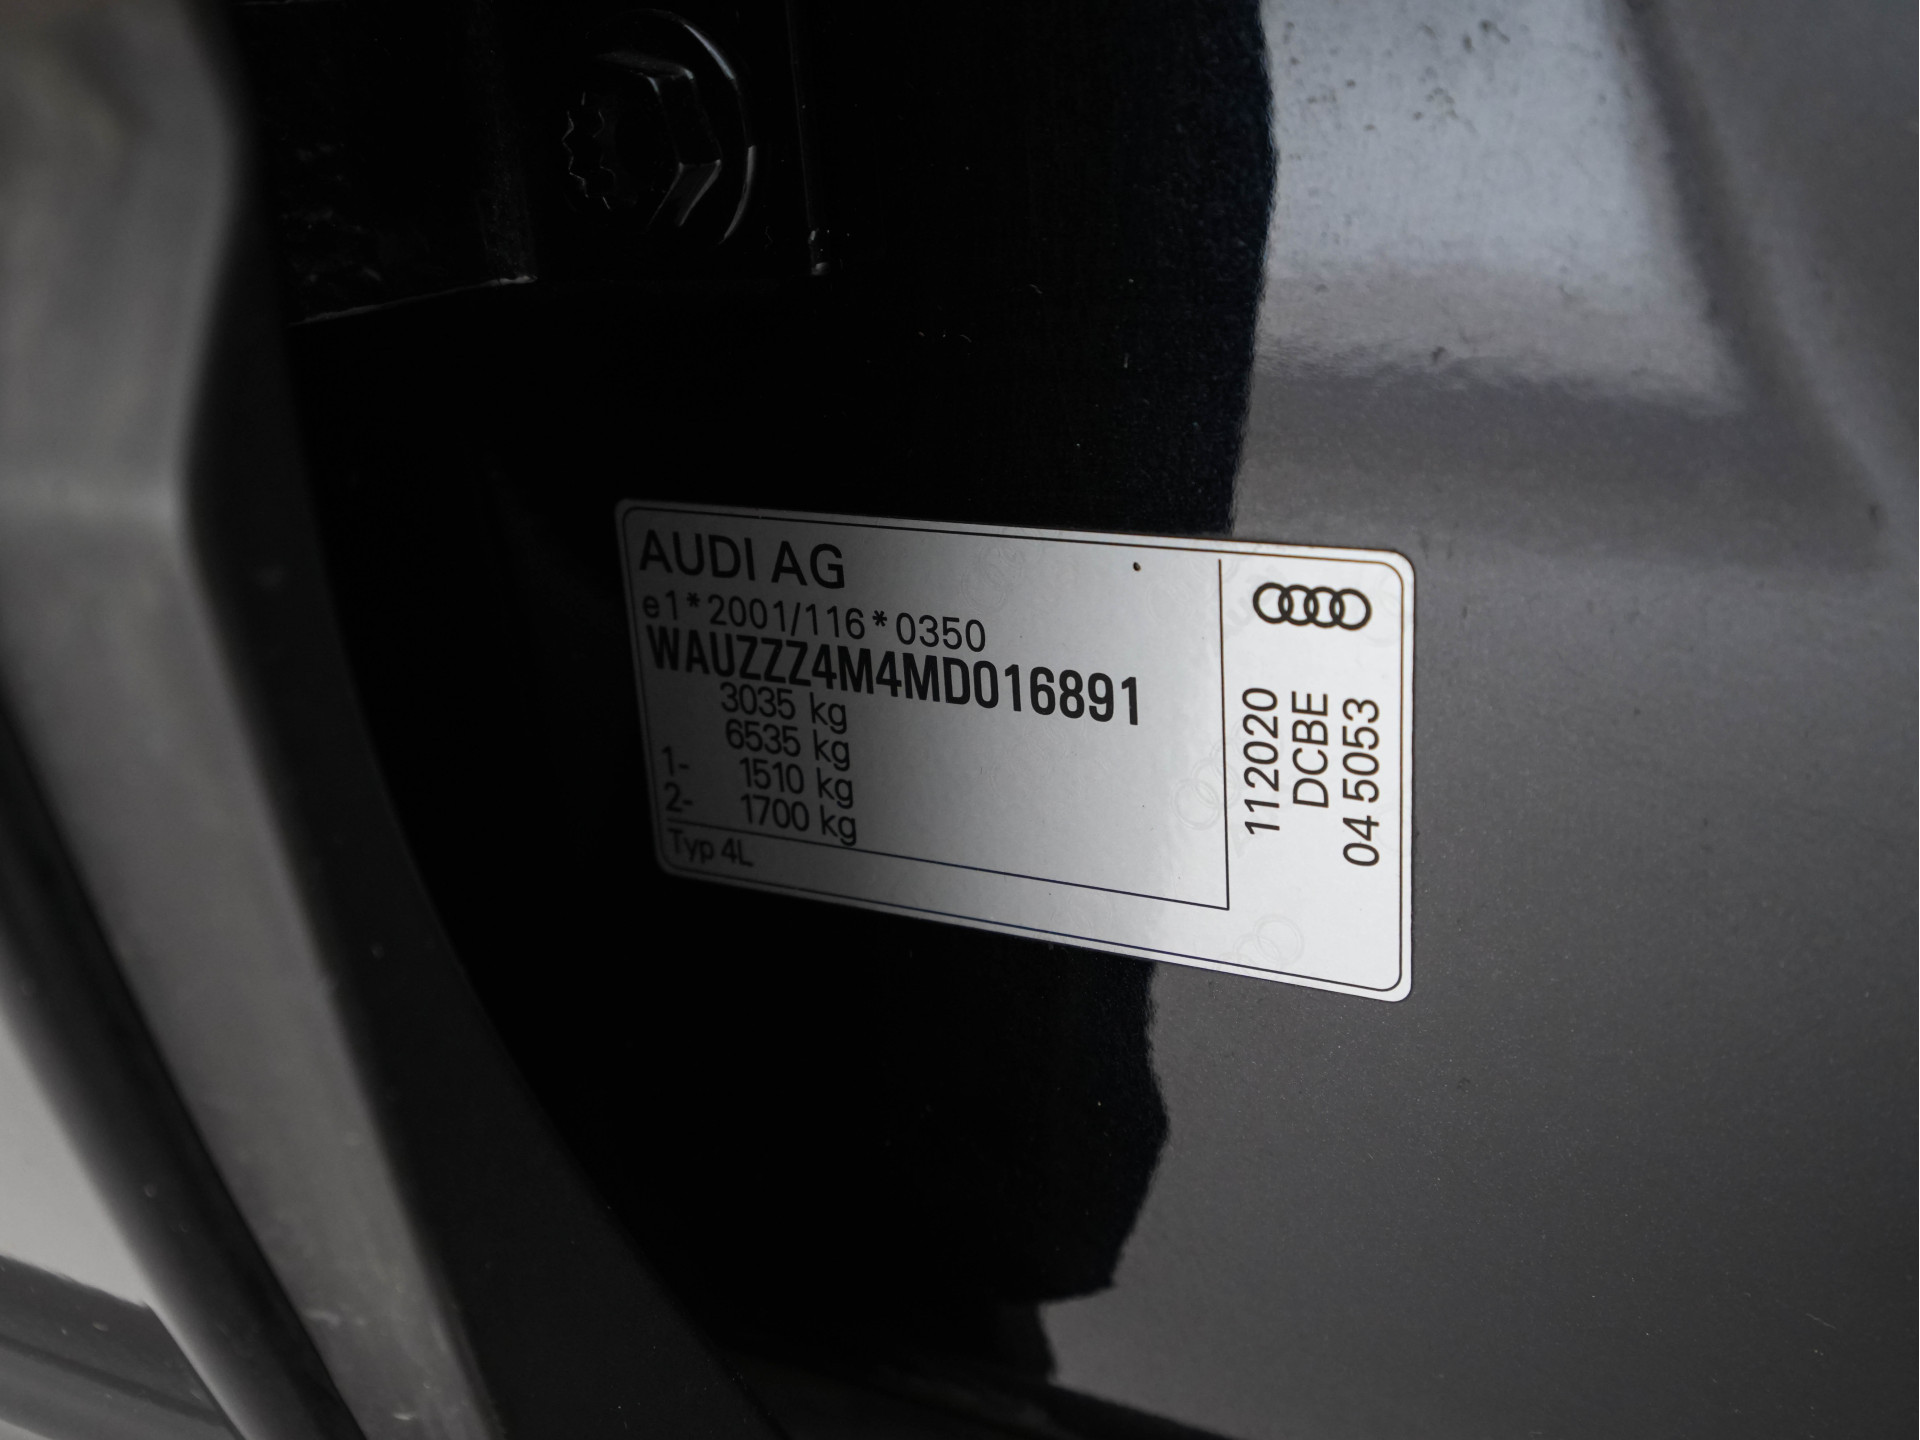 AUDI AG
e1*2001/116*0350
WAUZZZ4M4MD016891
3035 kg
6535 kg
1- 1510 kg
2- 1700 kg
Typ 4L
112020
DCBE
04 5053